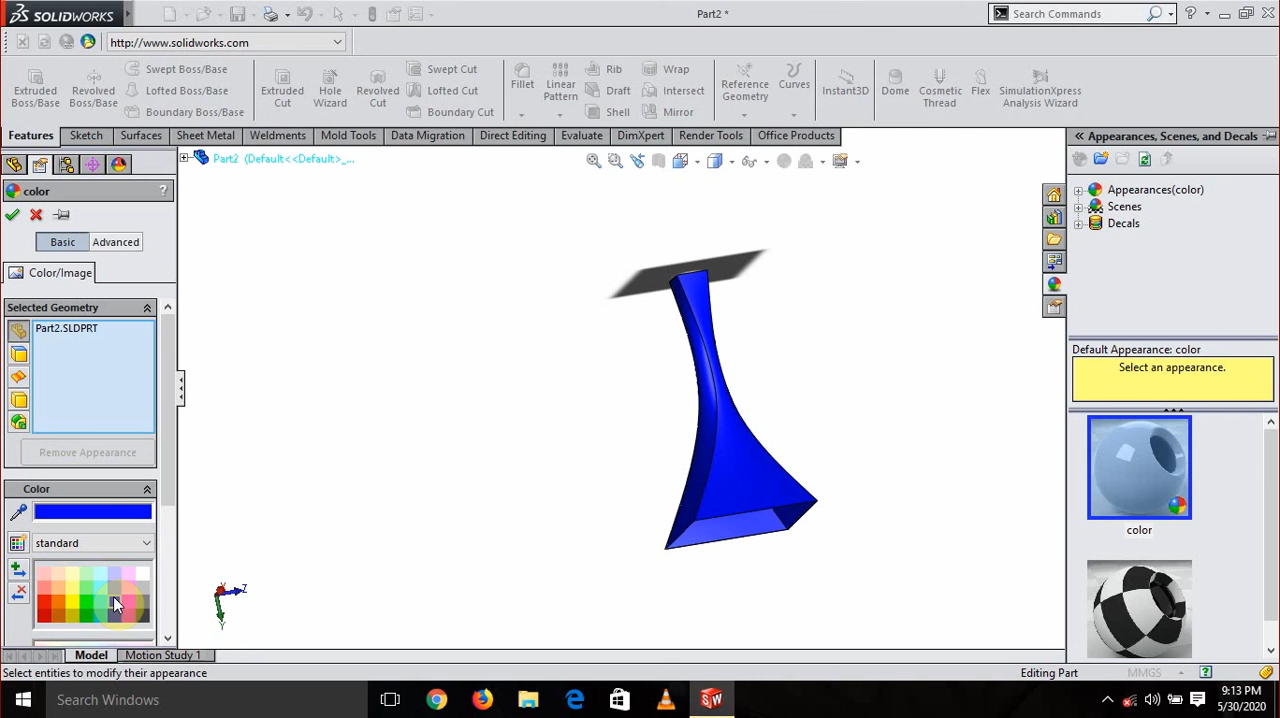 SOLIDWORKS
Part2 *
Search Commands
http://www.solidworks.com
Extruded Boss/Base
Revolved Boss/Base
Swept Boss/Base
Lofted Boss/Base
Boundary Boss/Base
Extruded Cut
Hole Wizard
Revolved Cut
Swept Cut
Lofted Cut
Boundary Cut
Fillet
Linear Pattern
Rib
Draft
Shell
Wrap
Intersect
Mirror
Reference Geometry
Curves
Instant3D
Dome
Cosmetic Thread
Flex
SimulationXpress Analysis Wizard
Features
Sketch
Surfaces
Sheet Metal
Weldments
Mold Tools
Data Migration
Direct Editing
Evaluate
DimXpert
Render Tools
Office Products
Part2 (Default<<Default>_...
color
?
Basic
Advanced
Color/Image
Selected Geometry
Part2.SLDPRT
Remove Appearance
Color
standard
Z
Y
Appearances, Scenes, and Decals
Appearances(color)
Scenes
Decals
Default Appearance: color
Select an appearance.
color
Model
Motion Study 1
Select entities to modify their appearance
Editing Part
MMGS
Search Windows
9:13 PM
5/30/2020